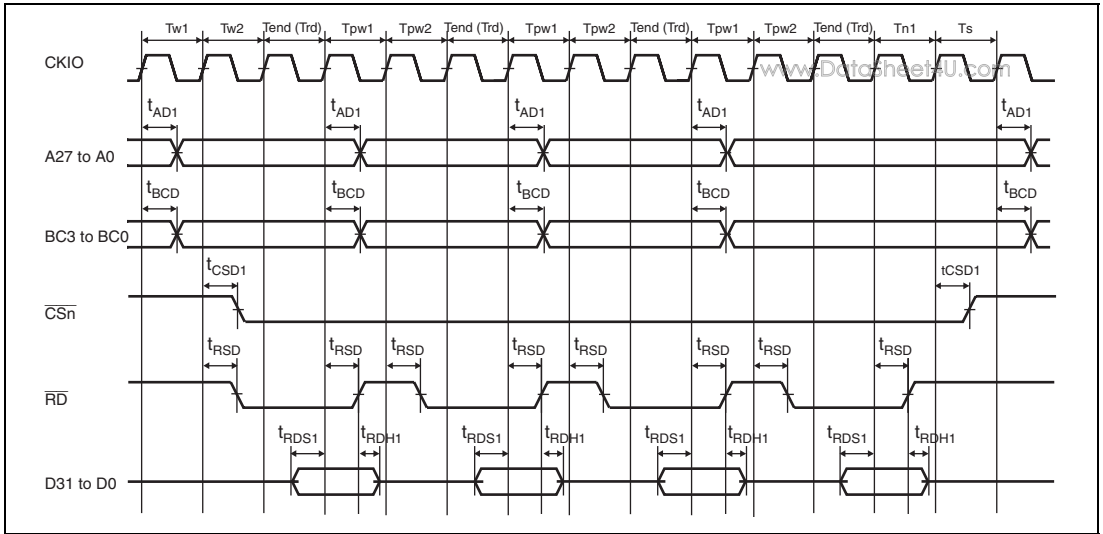 Tw1 Tw2 Tend (Trd) Tpw1 Tpw2 Tend (Trd) Tpw1 Tpw2 Tend (Trd) Tpw1 Tpw2 Tend (Trd) Tn1 Ts
CKIO
www.DataSheet4U.com
tAD1 tAD1 tAD1 tAD1 tAD1
A27 to A0
tBCD tBCD tBCD tBCD tBCD
BC3 to BC0
tCSD1 tCSD1
CSn
tRSD tRSD tRSD tRSD tRSD tRSD tRSD tRSD
RD
tRDS1 tRDH1 tRDS1 tRDH1 tRDS1 tRDH1 tRDS1 tRDH1
D31 to D0